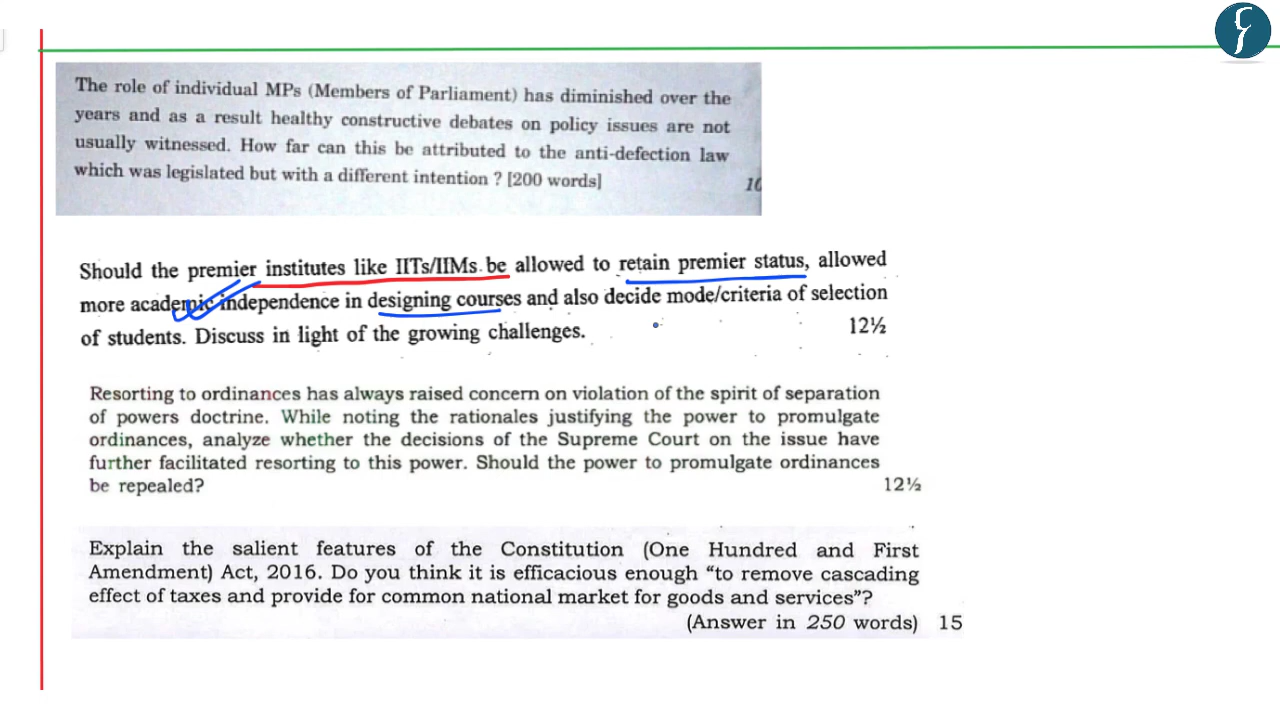 The role of individual MPs (Members of Parliament) has diminished over the
years and as a result healthy constructive debates on policy issues are not
usually witnessed. How far can this be attributed to the anti-defection law
which was legislated but with a different intention ? [200 words]
10
Should the premier institutes like IITs/IIMs be allowed to retain premier status, allowed
more academic independence in designing courses and also decide mode/criteria of selection
of students. Discuss in light of the growing challenges. 12½
Resorting to ordinances has always raised concern on violation of the spirit of separation
of powers doctrine. While noting the rationales justifying the power to promulgate
ordinances, analyze whether the decisions of the Supreme Court on the issue have
further facilitated resorting to this power. Should the power to promulgate ordinances
be repealed? 12½
Explain the salient features of the Constitution (One Hundred and First
Amendment) Act, 2016. Do you think it is efficacious enough “to remove cascading
effect of taxes and provide for common national market for goods and services”?
(Answer in 250 words) 15